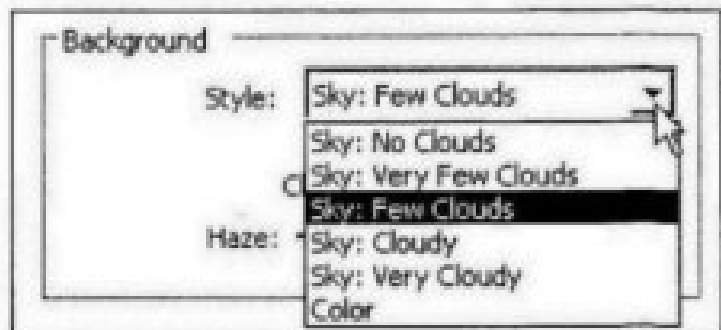 Background
Style: Sky: Few Clouds
Sky: No Clouds
Sky: Very Few Clouds
Sky: Few Clouds
Haze: Sky: Cloudy
Sky: Very Cloudy
Color